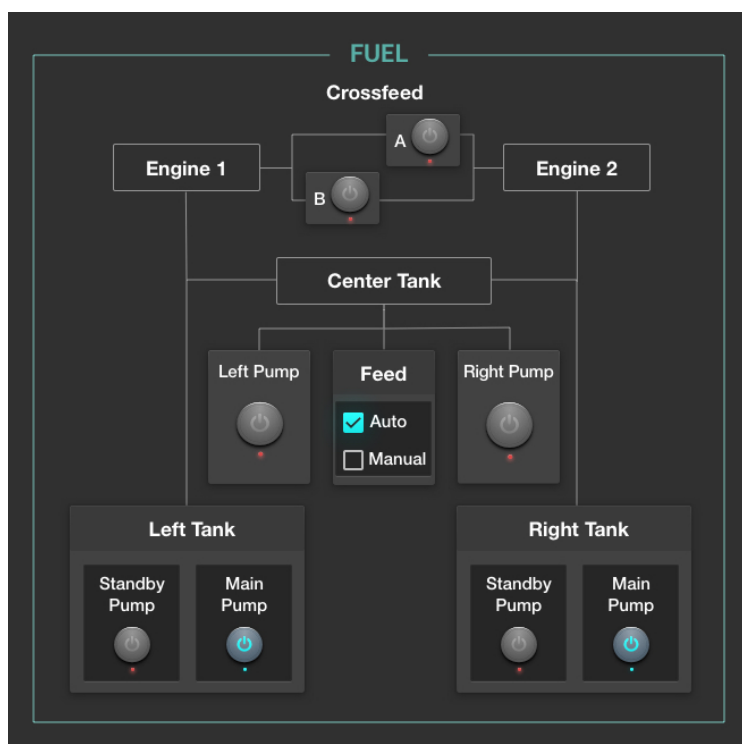 FUEL
Crossfeed
A
Engine 1
Engine 2
B
Center Tank
Left Pump
Feed
Right Pump
Auto
Manual
Left Tank
Right Tank
Standby
Pump
Main
Pump
Standby
Pump
Main
Pump